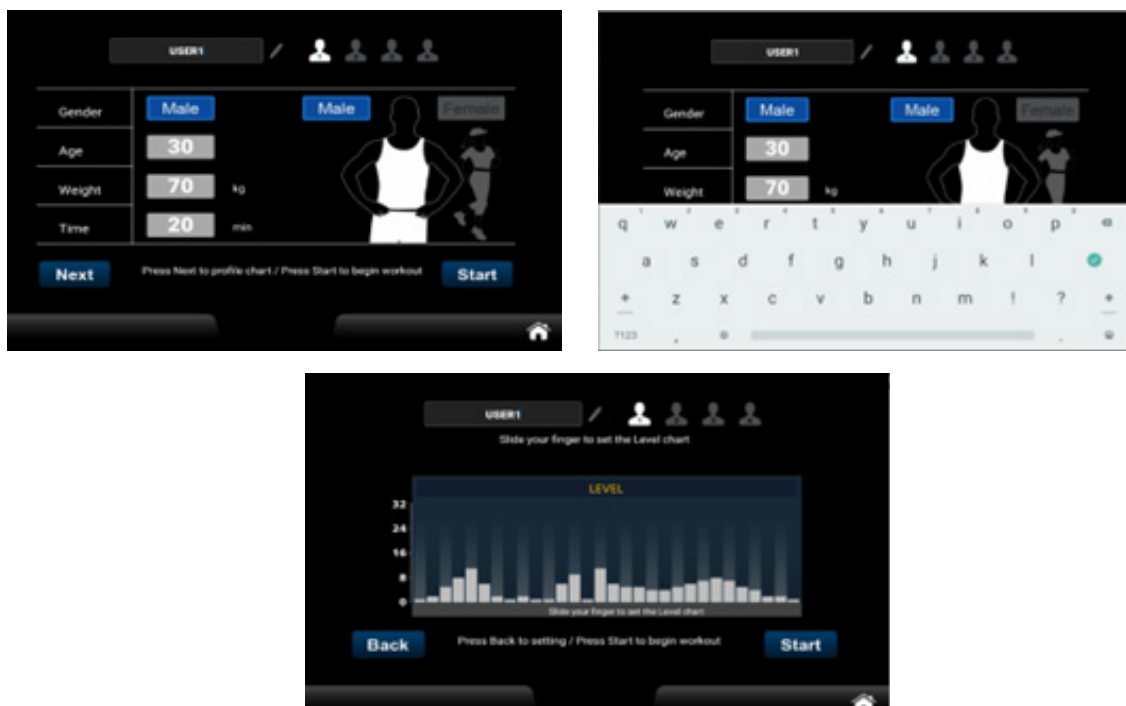 USER1
Gender Male Male Female
Age 30
Weight 70 kg
Time 20 min
Next Press Next to profile chart / Press Start to begin workout Start
USER1
Gender Male Male Female
Age 30
Weight 70 kg
q w e r t y u i o p
a s d f g h j k l
z x c v b n m ! ?
?123 , .
USER1
Slide your finger to set the Level chart
LEVEL
32
24
16
8
0
Slide your finger to set the Level chart
Back Press Back to setting / Press Start to begin workout Start